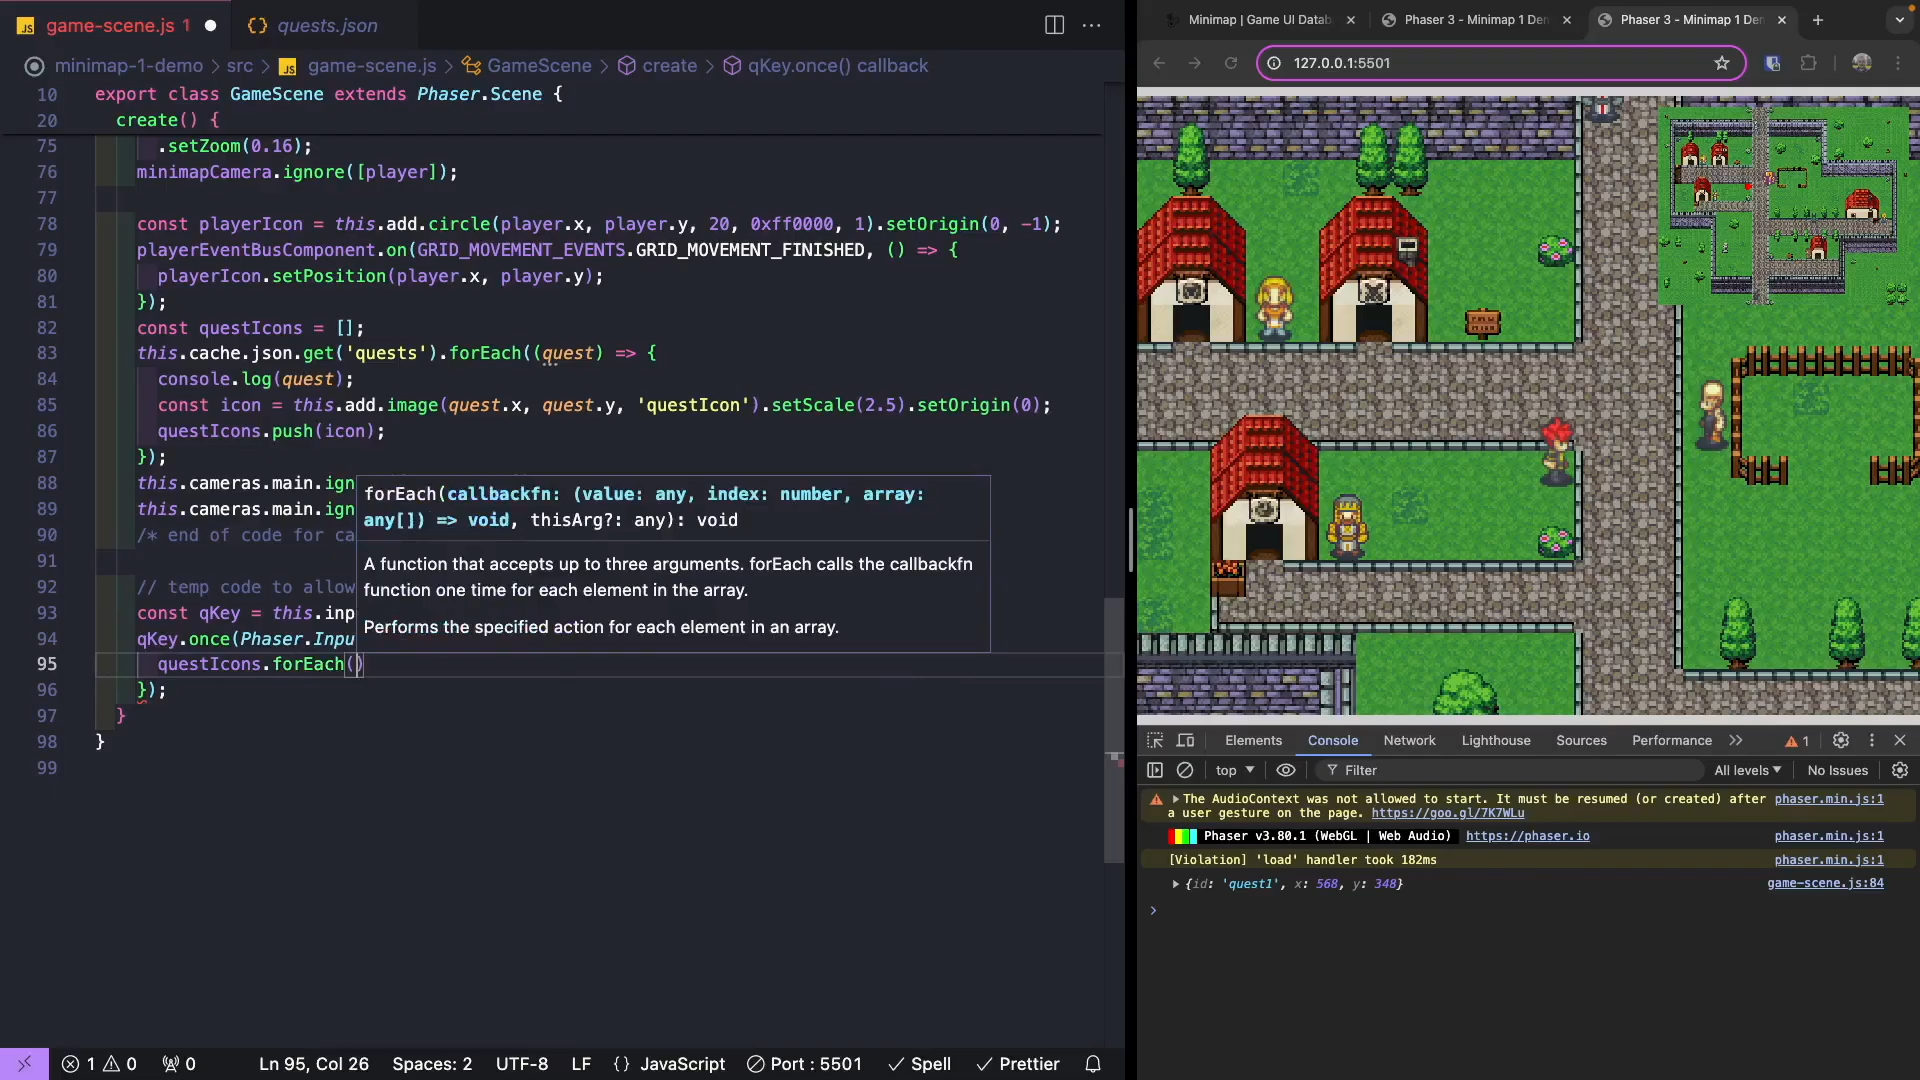 game-scene.js 1
quests.json
minimap-1-demo > src > game-scene.js > GameScene > create > qKey.once() callback
10 export class GameScene extends Phaser.Scene {
20 create() {
75 .setZoom(0.16);
76 minimapCamera.ignore([player]);
77
78 const playerIcon = this.add.circle(player.x, player.y, 20, 0xff0000, 1).setOrigin(0, -1);
79 playerEventBusComponent.on(GRID_MOVEMENT_EVENTS.GRID_MOVEMENT_FINISHED, () => {
80 playerIcon.setPosition(player.x, player.y);
81 });
82 const questIcons = [];
83 this.cache.json.get('quests').forEach((quest) => {
84 console.log(quest);
85 const icon = this.add.image(quest.x, quest.y, 'questIcon').setScale(2.5).setOrigin(0);
86 questIcons.push(icon);
87 });
88 this.cameras.main.ign
89 this.cameras.main.ign
90 /* end of code for ca
91
92 // temp code to allow
93 const qKey = this.inp
94 qKey.once(Phaser.Inpu
95 questIcons.forEach()
96 });
97 }
98 }
99
forEach(callbackfn: (value: any, index: number, array:
any[]) => void, thisArg?: any): void
A function that accepts up to three arguments. forEach calls the callbackfn
function one time for each element in the array.
Performs the specified action for each element in an array.
1 0 0 Ln 95, Col 26 Spaces: 2 UTF-8 LF {} JavaScript Port : 5501 Spell Prettier
Minimap | Game UI Datab
Phaser 3 - Minimap 1 Den
Phaser 3 - Minimap 1 Den
127.0.0.1:5501
Elements Console Network Lighthouse Sources Performance 1
top Filter All levels No Issues
The AudioContext was not allowed to start. It must be resumed (or created) after phaser.min.js:1
a user gesture on the page. https://goo.gl/7K7WLu
Phaser v3.80.1 (WebGL | Web Audio) https://phaser.io phaser.min.js:1
[Violation] 'load' handler took 182ms phaser.min.js:1
{id: 'quest1', x: 568, y: 348} game-scene.js:84